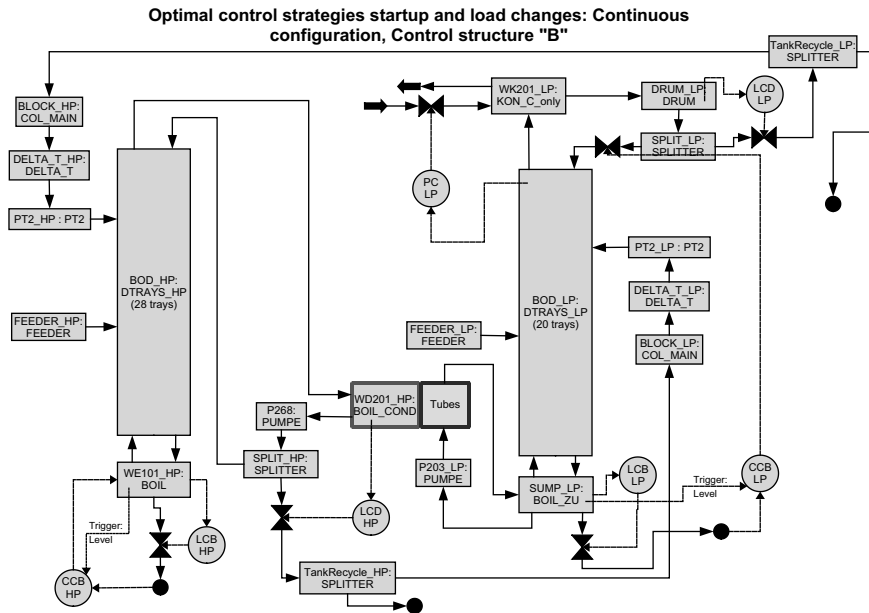 Optimal control strategies startup and load changes: Continuous
configuration, Control structure "B"
TankRecycle_LP:
SPLITTER
BLOCK_HP:
COL_MAIN
WK201_LP:
KON_C_only
DRUM_LP:
DRUM
LCD
LP
SPLIT_LP:
SPLITTER
DELTA_T_HP:
DELTA_T
PC
LP
PT2_HP : PT2
PT2_LP : PT2
BOD_HP:
DTRAYS_HP
(28 trays)
BOD_LP:
DTRAYS_LP
(20 trays)
DELTA_T_LP:
DELTA_T
FEEDER_HP:
FEEDER
FEEDER_LP:
FEEDER
BLOCK_LP:
COL_MAIN
WD201_HP:
BOIL_COND
Tubes
P268:
PUMPE
SPLIT_HP:
SPLITTER
P203_LP:
PUMPE
WE101_HP:
BOIL
SUMP_LP:
BOIL_ZU
LCB
LP
CCB
LP
Trigger:
Level
Trigger:
Level
LCB
HP
LCD
HP
CCB
HP
TankRecycle_HP:
SPLITTER